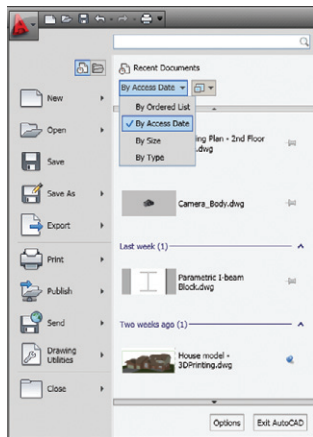 Recent Documents
By Access Date
By Ordered List
By Access Date
By Size
By Type
New
Open
Save
Save As
Export
Print
Publish
Send
Drawing
Utilities
Close
ing Plan - 2nd Floor
.dwg
Camera_Body.dwg
Last week (1)
Parametric I-beam
Block.dwg
Two weeks ago (1)
House model -
3DPrinting.dwg
Options
Exit AutoCAD